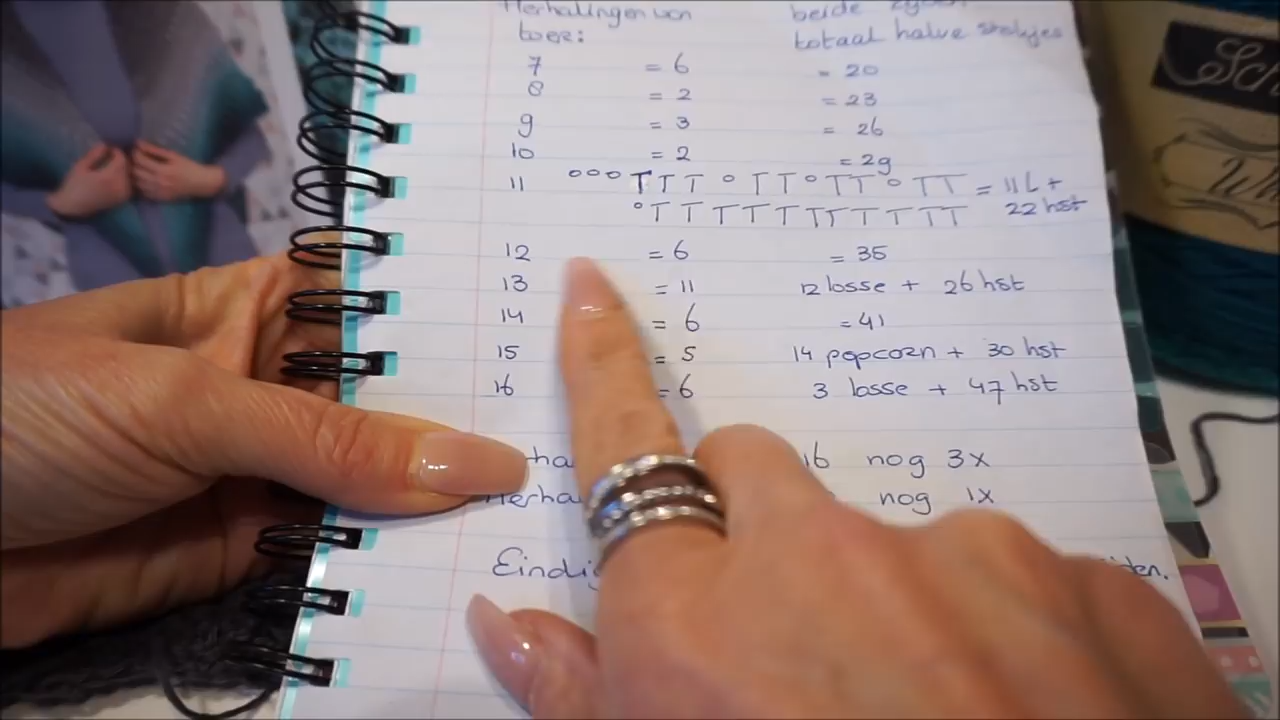 Herhalingen van beide
toer: totaal halve stokjes
7 = 6 = 20
8 = 2 = 23
9 = 3 = 26
10 = 2 = 29
11 °°°TTT°TT°TT°TT = 11 L +
°TTTTTTTTTTT 22 hst
12 = 6 = 35
13 = 11 12 losse + 26 hst
14 = 6 = 41
15 = 5 14 popcorn + 30 hst
16 = 6 3 losse + 47 hst
16 nog 3x
nog 1x